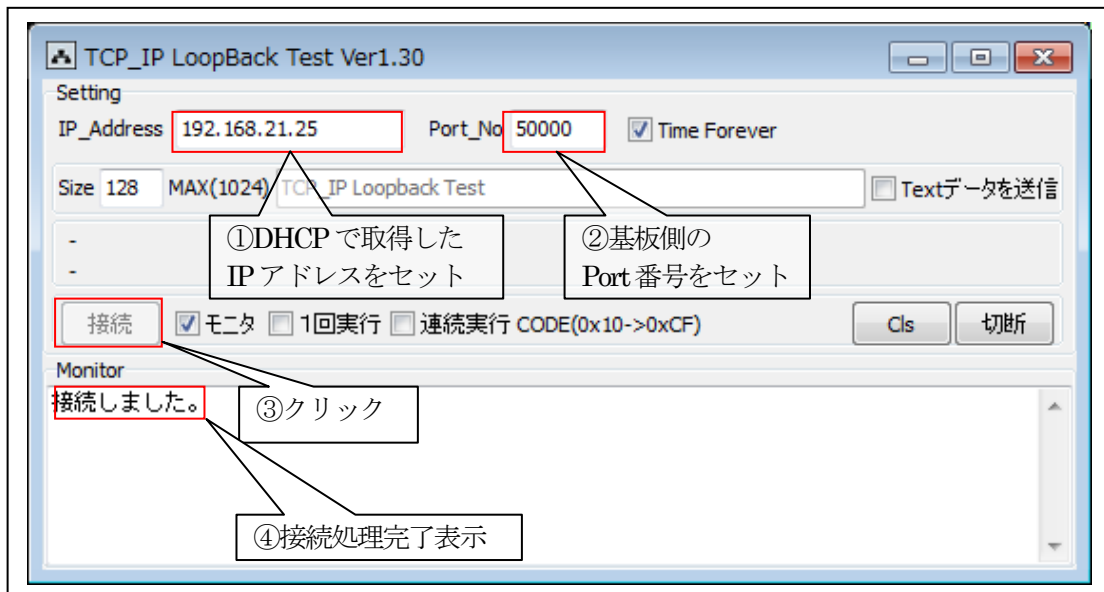 TCP_IP LoopBack Test Ver1.30
Setting
IP_Address 192.168.21.25 Port_No 50000 Time Forever
Size 128 MAX(1024) TCP_IP Loopback Test Textデータを送信
-
-
①DHCPで取得した
IPアドレスをセット
②基板側の
Port番号をセット
接続 モニタ 1回実行 連続実行 CODE(0x10->0xCF) Cls 切断
Monitor
接続しました。
③クリック
④接続処理完了表示